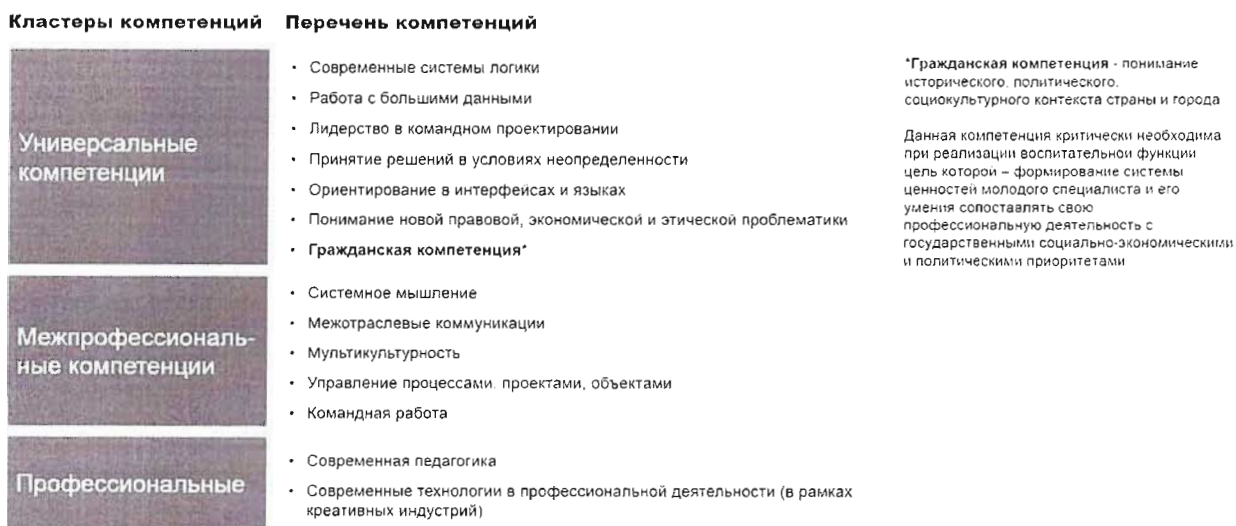 Кластеры компетенций Перечень компетенций
Универсальные
компетенции
• Современные системы логики
• Работа с большими данными
• Лидерство в командном проектировании
• Принятие решений в условиях неопределенности
• Ориентирование в интерфейсах и языках
• Понимание новой правовой, экономической и этической проблематики
• Гражданская компетенция*
*Гражданская компетенция - понимание
исторического, политического,
социокультурного контекста страны и города
Данная компетенция критически необходима
при реализации воспитательной функции
цель которой – формирование системы
ценностей молодого специалиста и его
умения сопоставлять свою
профессиональную деятельность с
государственными социально-экономическими
и политическими приоритетами
Межпрофессиональ-
ные компетенции
• Системное мышление
• Межотраслевые коммуникации
• Мультикультурность
• Управление процессами. проектами, объектами
• Командная работа
Профессиональные
• Современная педагогика
• Современные технологии в профессиональной деятельности (в рамках
креативных индустрий)